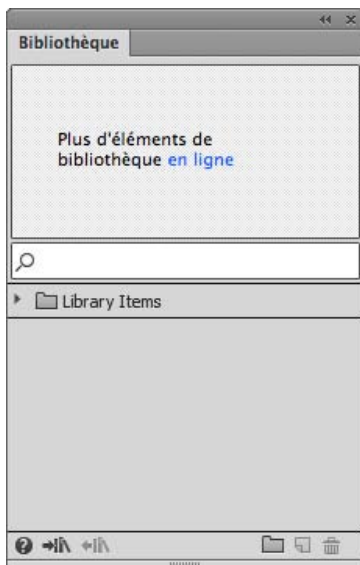 Bibliothèque
Plus d'éléments de
bibliothèque en ligne
Library Items